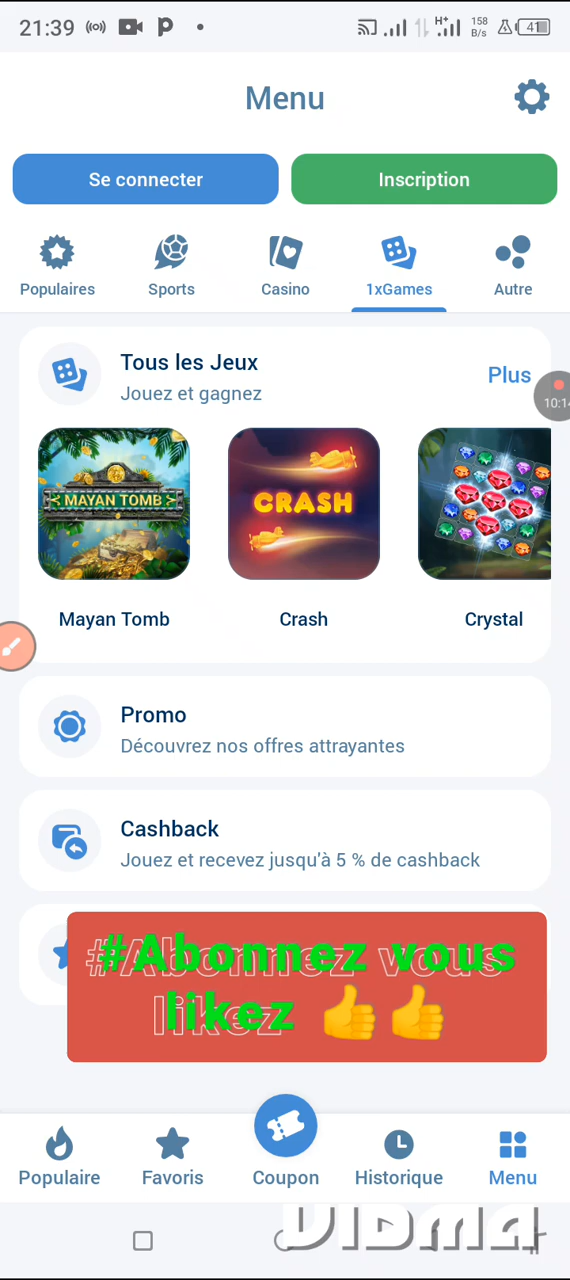 21:39
H+
158
B/s
41
Menu
Se connecter
Inscription
Populaires
Sports
Casino
1xGames
Autre
Tous les Jeux
Jouez et gagnez
Plus
10:14
MAYAN TOMB
CRASH
Mayan Tomb
Crash
Crystal
Promo
Découvrez nos offres attrayantes
Cashback
Jouez et recevez jusqu'à 5 % de cashback
#Abonnez vous
likez 👍👍
Populaire
Favoris
Coupon
Historique
Menu
VIDMA